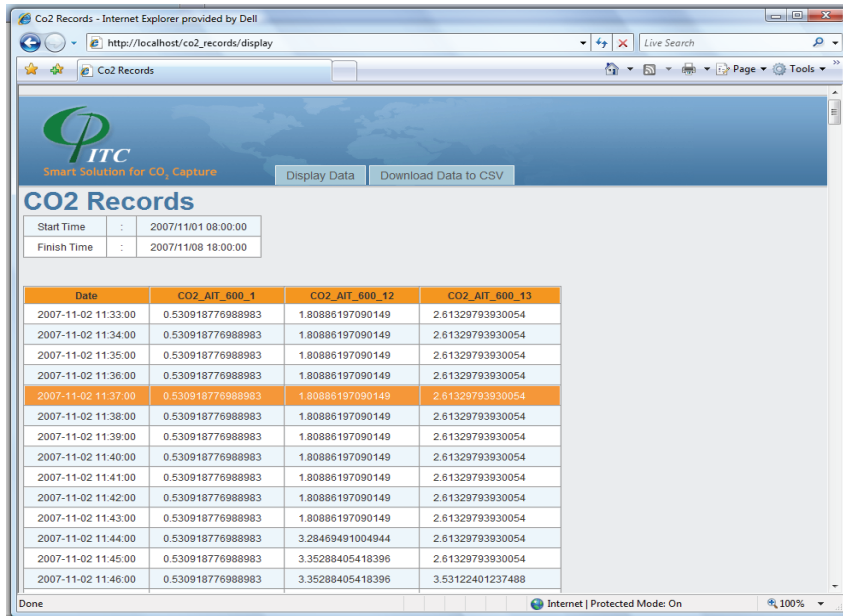 Co2 Records - Internet Explorer provided by Dell
http://localhost/co2_records/display
Live Search
Co2 Records
Page Tools
ITC
Smart Solution for CO2 Capture
Display Data Download Data to CSV
CO2 Records
Start Time : 2007/11/01 08:00:00
Finish Time : 2007/11/08 18:00:00
Date CO2_AIT_600_1 CO2_AIT_600_12 CO2_AIT_600_13
2007-11-02 11:33:00 0.530918776988983 1.80886197090149 2.61329793930054
2007-11-02 11:34:00 0.530918776988983 1.80886197090149 2.61329793930054
2007-11-02 11:35:00 0.530918776988983 1.80886197090149 2.61329793930054
2007-11-02 11:36:00 0.530918776988983 1.80886197090149 2.61329793930054
2007-11-02 11:37:00 0.530918776988983 1.80886197090149 2.61329793930054
2007-11-02 11:38:00 0.530918776988983 1.80886197090149 2.61329793930054
2007-11-02 11:39:00 0.530918776988983 1.80886197090149 2.61329793930054
2007-11-02 11:40:00 0.530918776988983 1.80886197090149 2.61329793930054
2007-11-02 11:41:00 0.530918776988983 1.80886197090149 2.61329793930054
2007-11-02 11:42:00 0.530918776988983 1.80886197090149 2.61329793930054
2007-11-02 11:43:00 0.530918776988983 1.80886197090149 2.61329793930054
2007-11-02 11:44:00 0.530918776988983 3.28469491004944 2.61329793930054
2007-11-02 11:45:00 0.530918776988983 3.35288405418396 2.61329793930054
2007-11-02 11:46:00 0.530918776988983 3.35288405418396 3.53122401237488
Done Internet | Protected Mode: On 100%